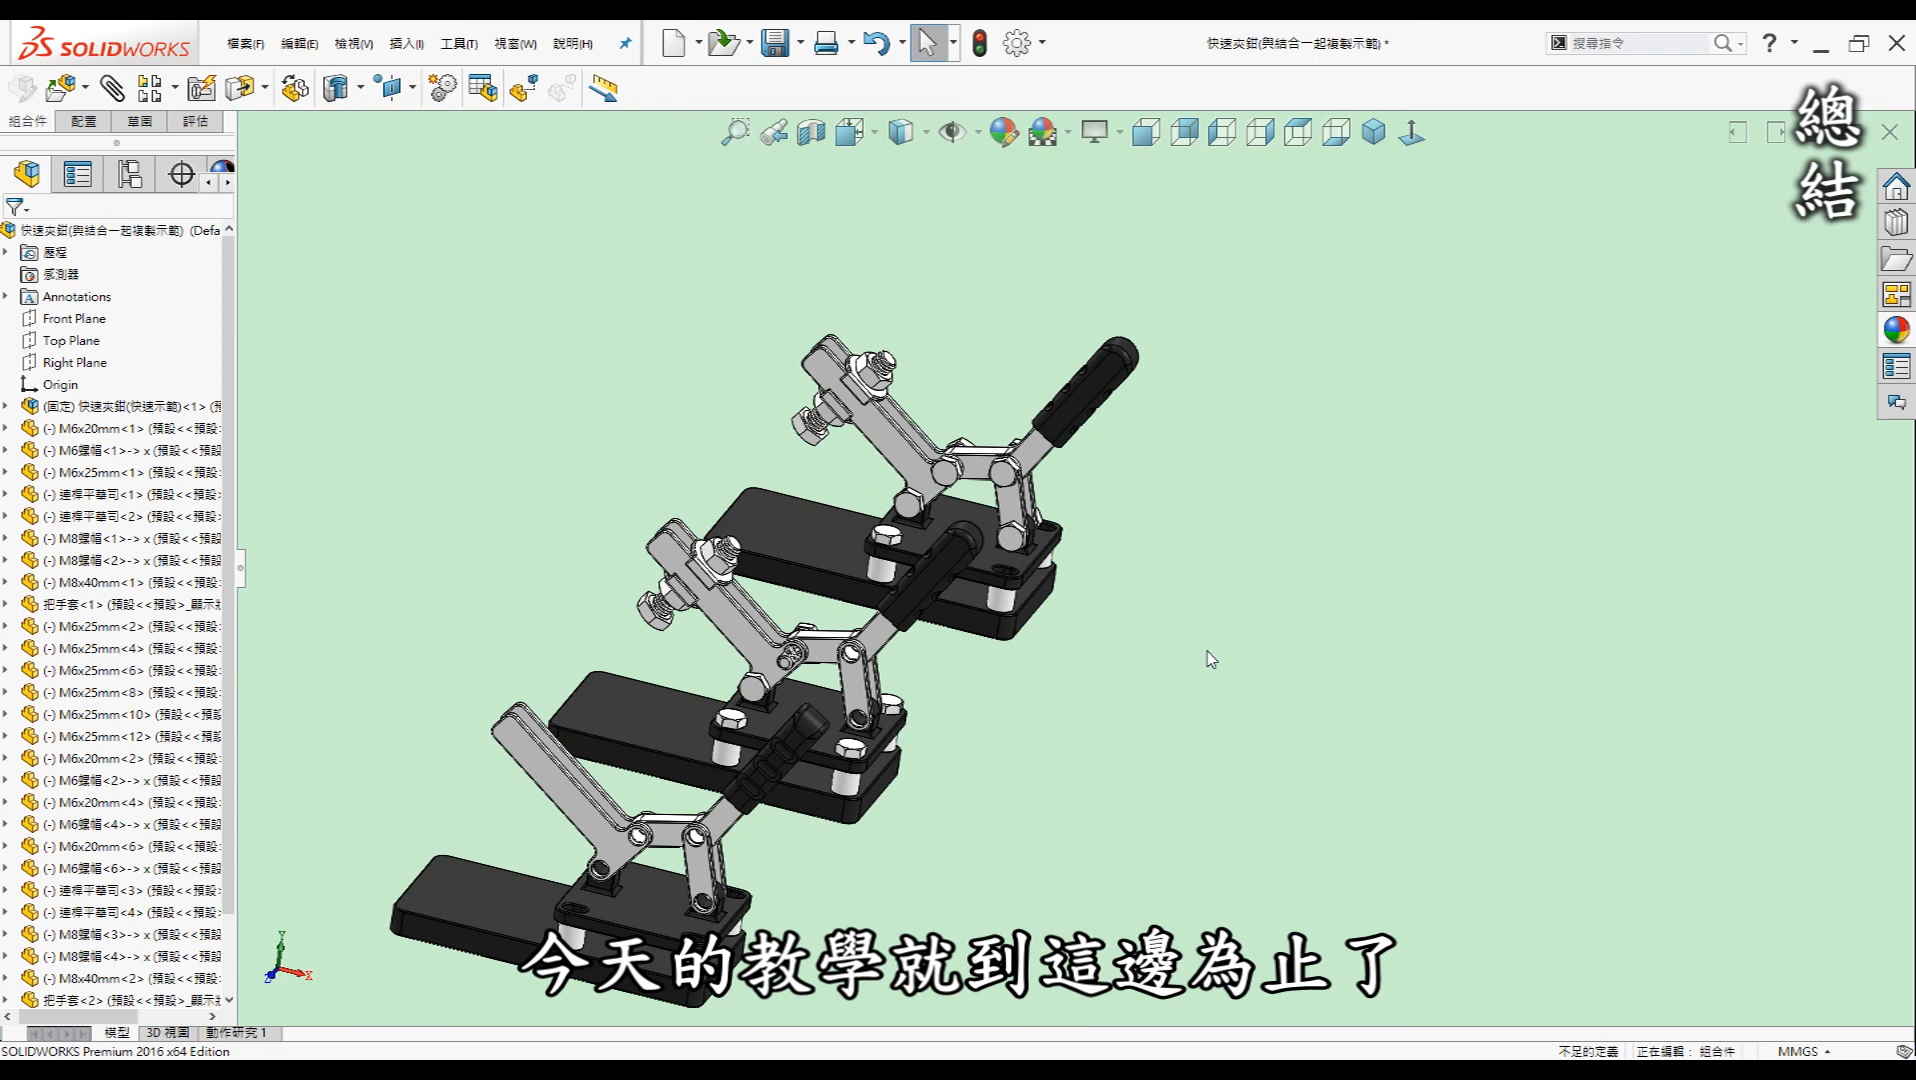 SOLIDWORKS
檔案(F) 編輯(E) 檢視(V) 插入(I) 工具(T) 視窗(W) 說明(H)
快速夾鉗(與結合一起複製示範) *
搜尋指令
組合件 配置 草圖 評估
總結
快速夾鉗(與結合一起複製示範) (Defa
歷程
感測器
Annotations
Front Plane
Top Plane
Right Plane
Origin
(固定) 快速夾鉗(快速示範)<1> (預
(-) M6x20mm<1> (預設<<預設>
(-) M6螺帽<1>-> x (預設<<預設
(-) M6x25mm<1> (預設<<預設>
(-) 連桿平華司<1> (預設<<預設
(-) 連桿平華司<2> (預設<<預設
(-) M8螺帽<1>-> x (預設<<預設
(-) M8螺帽<2>-> x (預設<<預設
(-) M8x40mm<1> (預設<<預設>
把手套<1> (預設<<預設>_顯示狀
(-) M6x25mm<2> (預設<<預設>
(-) M6x25mm<4> (預設<<預設>
(-) M6x25mm<6> (預設<<預設>
(-) M6x25mm<8> (預設<<預設>
(-) M6x25mm<10> (預設<<預設
(-) M6x25mm<12> (預設<<預設
(-) M6x20mm<2> (預設<<預設>
(-) M6螺帽<2>-> x (預設<<預設
(-) M6x20mm<4> (預設<<預設>
(-) M6螺帽<4>-> x (預設<<預設
(-) M6x20mm<6> (預設<<預設>
(-) M6螺帽<6>-> x (預設<<預設
(-) 連桿平華司<3> (預設<<預設
(-) 連桿平華司<4> (預設<<預設
(-) M8螺帽<3>-> x (預設<<預設
(-) M8螺帽<4>-> x (預設<<預設
(-) M8x40mm<2> (預設<<預設>
把手套<2> (預設<<預設>_顯示狀
今天的教學就到這邊為止了
模型 3D 視圖 動作研究 1
SOLIDWORKS Premium 2016 x64 Edition
不足的定義 正在編輯： 組合件 MMGS